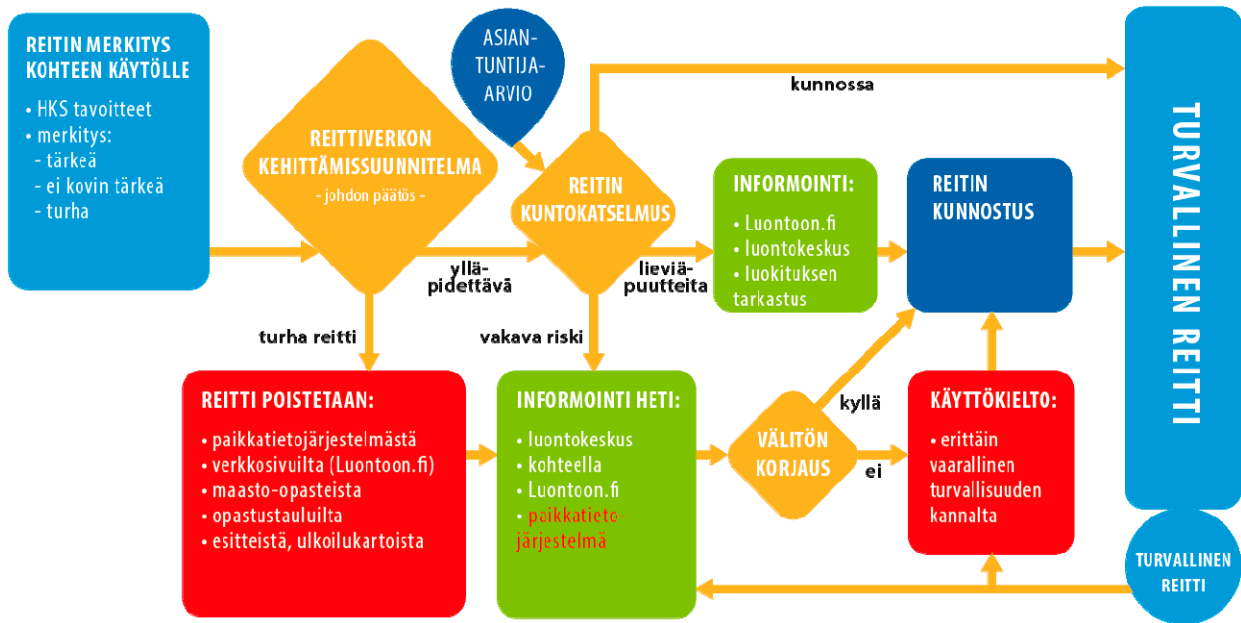 REITIN MERKITYS
KOHTEEN KÄYTÖLLE
• HKS tavoitteet
• merkitys:
- tärkeä
- ei kovin tärkeä
- turha
REITTIVERKON
KEHITTÄMISSUUNNITELMA
- johdon päätös -
ASIAN-
TUNTIJA-
ARVIO
REITIN
KUNTOKATSELMUS
kunnossa
yllä-
pidettävä
lieviä-
puutteita
INFORMOINTI:
• Luontoon.fi
• luontokeskus
• luokituksen
tarkastus
REITIN
KUNNOSTUS
TURVALLINEN REITTI
turha reitti
vakava riski
REITTI POISTETAAN:
• paikkatietojärjestelmästä
• verkkosivuilta (Luontoon.fi)
• maasto-opasteista
• opastustauluilta
• esitteistä, ulkoilukartoista
INFORMOINTI HETI:
• luontokeskus
• kohteella
• Luontoon.fi
• paikkatieto-
järjestelmä
VÄLITÖN
KORJAUS
kyllä
ei
KÄYTTÖKIELTO:
• erittäin
vaarallinen
turvallisuuden
kannalta
TURVALLINEN
REITTI